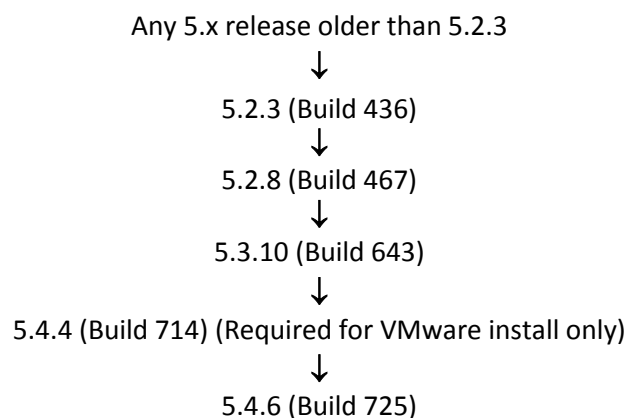 Any 5.x release older than 5.2.3
↓
5.2.3 (Build 436)
↓
5.2.8 (Build 467)
↓
5.3.10 (Build 643)
↓
5.4.4 (Build 714) (Required for VMware install only)
↓
5.4.6 (Build 725)